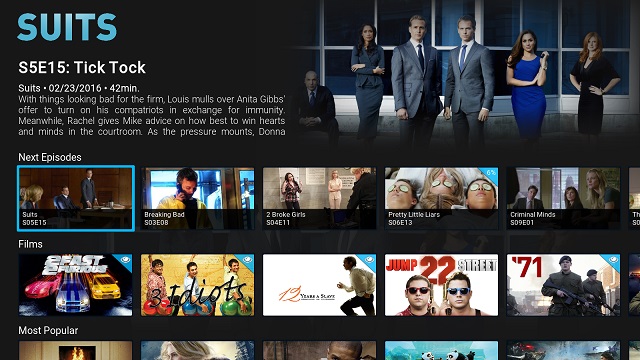 SUITS
S5E15: Tick Tock
Suits • 02/23/2016 • 42min.
With things looking bad for the firm, Louis mulls over Anita Gibbs'
offer to turn on his compatriots in exchange for immunity.
Meanwhile, Rachel gives Mike advice on how best to win hearts
and minds in the courtroom. As the pressure mounts, Donna
Next Episodes
6%
Suits
S05E15
Breaking Bad
S03E08
2 Broke Girls
S04E11
Pretty Little Liars
S06E13
Criminal Minds
S09E01
Th
Films
2 FAST
2 FURIOUS
3 Idiots
12 YEARS A SLAVE
JUMP 22 STREET
'71
Most Popular